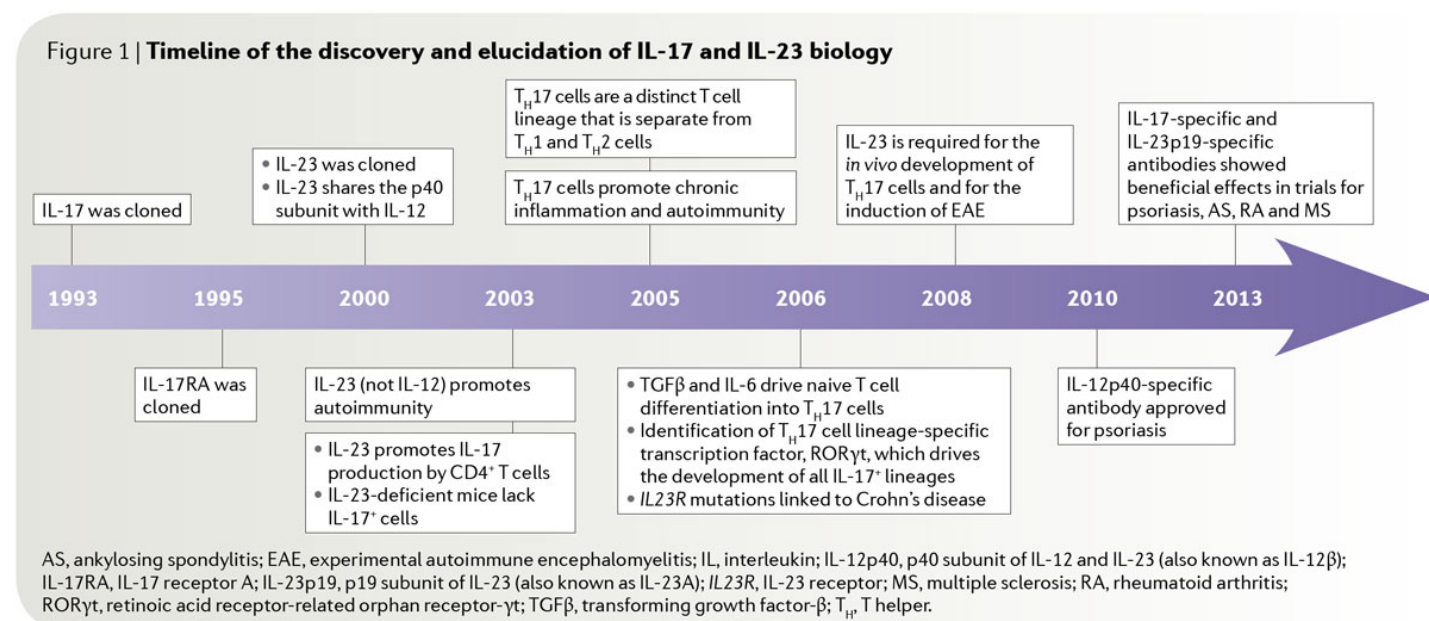 Figure 1 | Timeline of the discovery and elucidation of IL-17 and IL-23 biology
IL-17 was cloned
• IL-23 was cloned
• IL-23 shares the p40
subunit with IL-12
TH17 cells are a distinct T cell
lineage that is separate from
TH1 and TH2 cells
TH17 cells promote chronic
inflammation and autoimmunity
IL-23 is required for the
in vivo development of
TH17 cells and for the
induction of EAE
IL-17-specific and
IL-23p19-specific
antibodies showed
beneficial effects in trials for
psoriasis, AS, RA and MS
1993 1995 2000 2003 2005 2006 2008 2010 2013
IL-17RA was
cloned
IL-23 (not IL-12) promotes
autoimmunity
• IL-23 promotes IL-17
production by CD4⁺ T cells
• IL-23-deficient mice lack
IL-17⁺ cells
• TGFβ and IL-6 drive naive T cell
differentiation into TH17 cells
• Identification of TH17 cell lineage-specific
transcription factor, RORγt, which drives
the development of all IL-17⁺ lineages
• IL23R mutations linked to Crohn's disease
IL-12p40-specific
antibody approved
for psoriasis
AS, ankylosing spondylitis; EAE, experimental autoimmune encephalomyelitis; IL, interleukin; IL-12p40, p40 subunit of IL-12 and IL-23 (also known as IL-12β);
IL-17RA, IL-17 receptor A; IL-23p19, p19 subunit of IL-23 (also known as IL-23A); IL23R, IL-23 receptor; MS, multiple sclerosis; RA, rheumatoid arthritis;
RORγt, retinoic acid receptor-related orphan receptor-γt; TGFβ, transforming growth factor-β; TH, T helper.